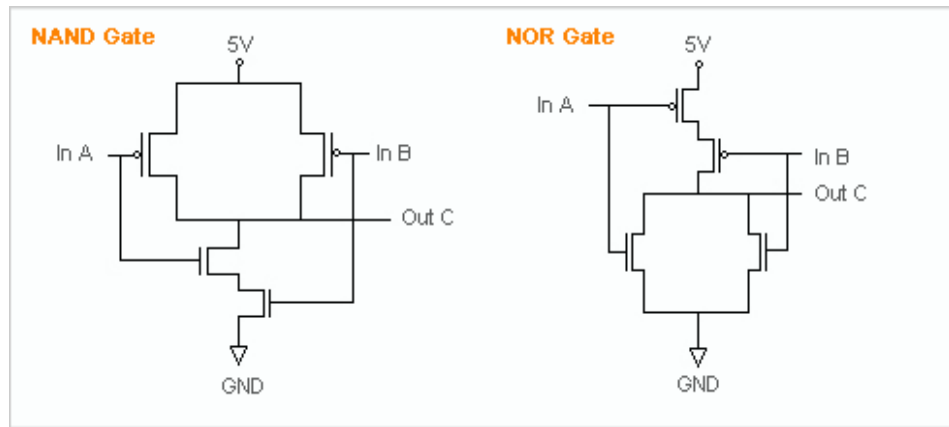 NAND Gate
5V
In A
In B
Out C
GND
NOR Gate
5V
In A
In B
Out C
GND